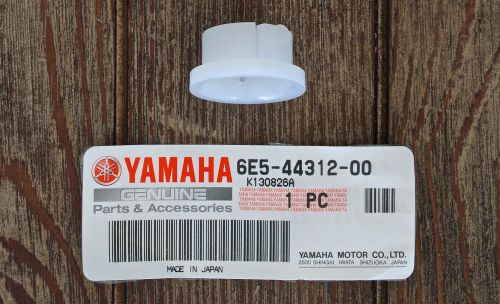 YAMAHA 6E5-44312-00
K130826A
GENUINE
Parts & Accessories
1 PC
MADE IN JAPAN
YAMAHA MOTOR CO., LTD.
2500 SHINGAI IWATA SHIZUOKA JAPAN